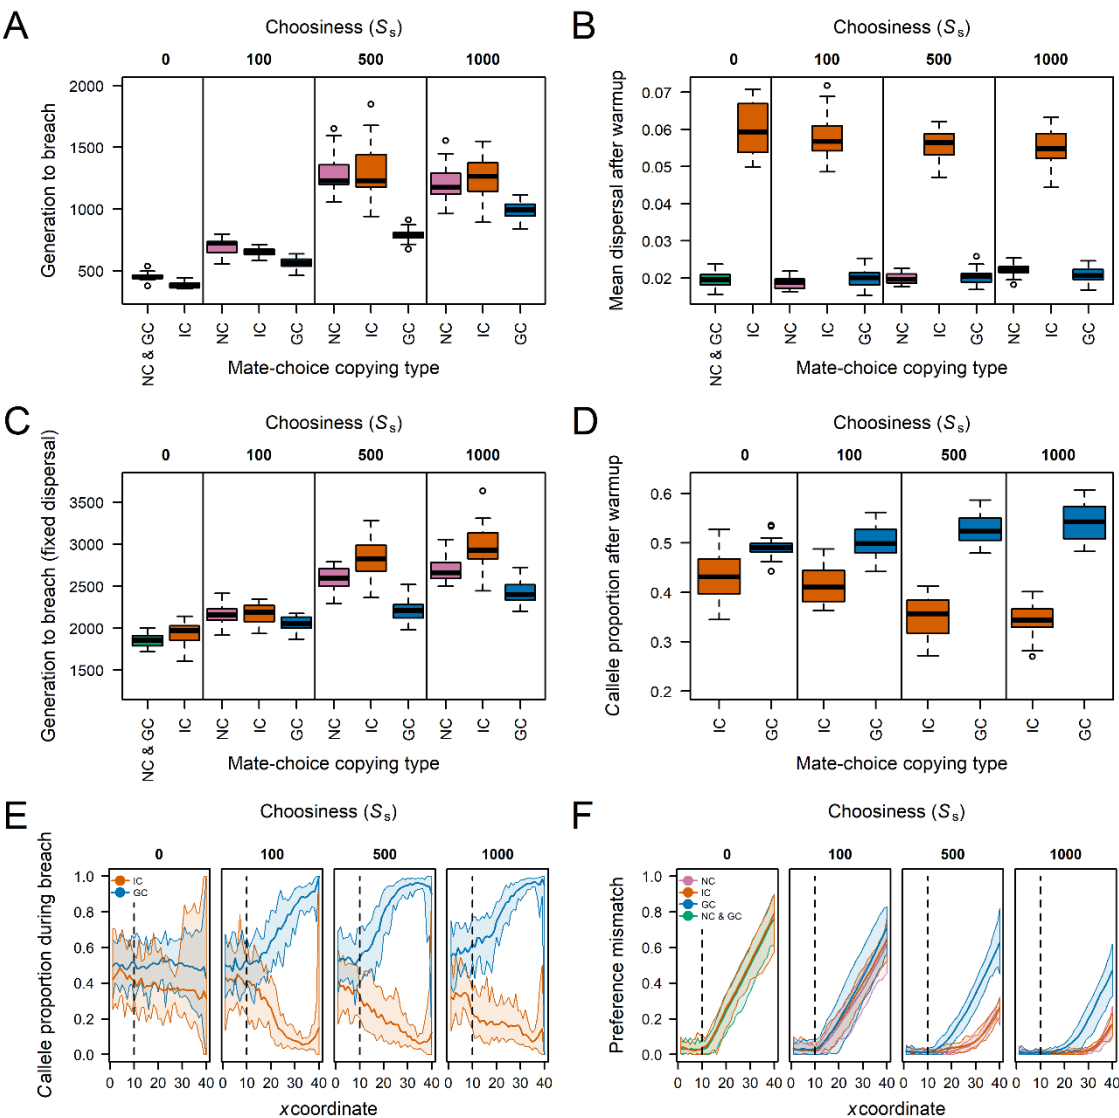 A
Choosiness (Ss)
0 100 500 1000
Generation to breach
2000
1500
1000
500
NC & GC IC NC IC GC NC IC GC NC IC GC
Mate-choice copying type
B
Choosiness (Ss)
0 100 500 1000
Mean dispersal after warmup
0.07
0.06
0.05
0.04
0.03
0.02
NC & GC IC NC IC GC NC IC GC NC IC GC
Mate-choice copying type
C
Choosiness (Ss)
0 100 500 1000
Generation to breach (fixed dispersal)
3500
3000
2500
2000
1500
NC & GC IC NC IC GC NC IC GC NC IC GC
Mate-choice copying type
D
Choosiness (Ss)
0 100 500 1000
Callele proportion after warmup
0.6
0.5
0.4
0.3
0.2
IC GC IC GC IC GC IC GC
Mate-choice copying type
E
Choosiness (Ss)
0 100 500 1000
Callele proportion during breach
1.0
0.8
0.6
0.4
0.2
0.0
IC
GC
0 10 20 30 40 0 10 20 30 40 0 10 20 30 40 0 10 20 30 40
xcoordinate
F
Choosiness (Ss)
0 100 500 1000
Preference mismatch
1.0
0.8
0.6
0.4
0.2
0.0
NC
IC
GC
NC & GC
0 10 20 30 40 0 10 20 30 40 0 10 20 30 40 0 10 20 30 40
xcoordinate